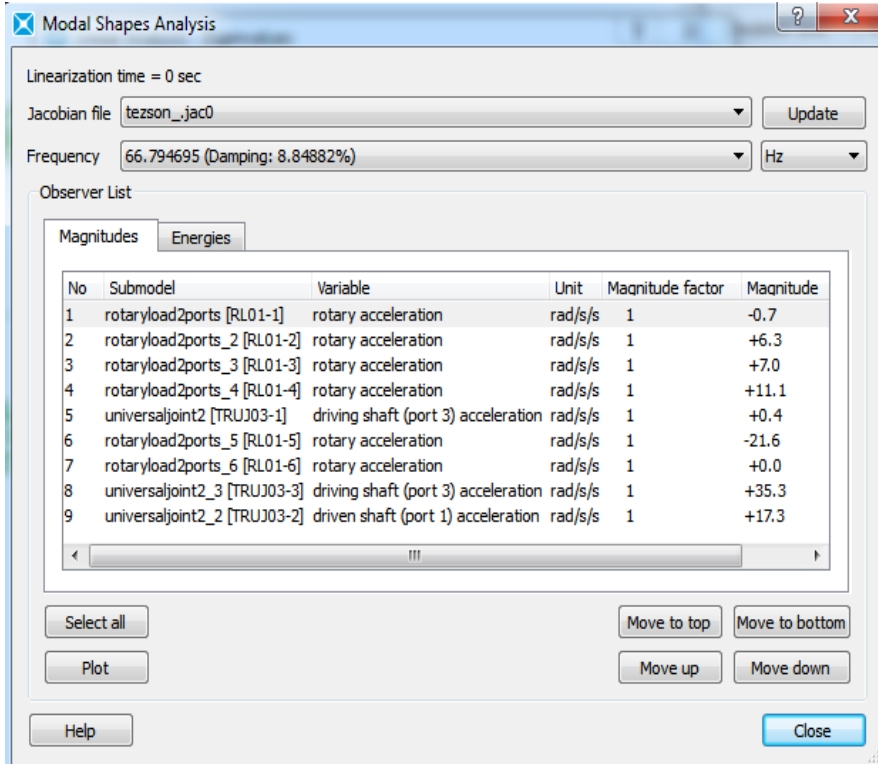 Modal Shapes Analysis
Linearization time = 0 sec
Jacobian file tezson_.jac0 Update
Frequency 66.794695 (Damping: 8.84882%) Hz
Observer List
Magnitudes Energies
No Submodel Variable Unit Magnitude factor Magnitude
1 rotaryload2ports [RL01-1] rotary acceleration rad/s/s 1 -0.7
2 rotaryload2ports_2 [RL01-2] rotary acceleration rad/s/s 1 +6.3
3 rotaryload2ports_3 [RL01-3] rotary acceleration rad/s/s 1 +7.0
4 rotaryload2ports_4 [RL01-4] rotary acceleration rad/s/s 1 +11.1
5 universaljoint2 [TRUJ03-1] driving shaft (port 3) acceleration rad/s/s 1 +0.4
6 rotaryload2ports_5 [RL01-5] rotary acceleration rad/s/s 1 -21.6
7 rotaryload2ports_6 [RL01-6] rotary acceleration rad/s/s 1 +0.0
8 universaljoint2_3 [TRUJ03-3] driving shaft (port 3) acceleration rad/s/s 1 +35.3
9 universaljoint2_2 [TRUJ03-2] driven shaft (port 1) acceleration rad/s/s 1 +17.3
Select all Move to top Move to bottom
Plot Move up Move down
Help Close